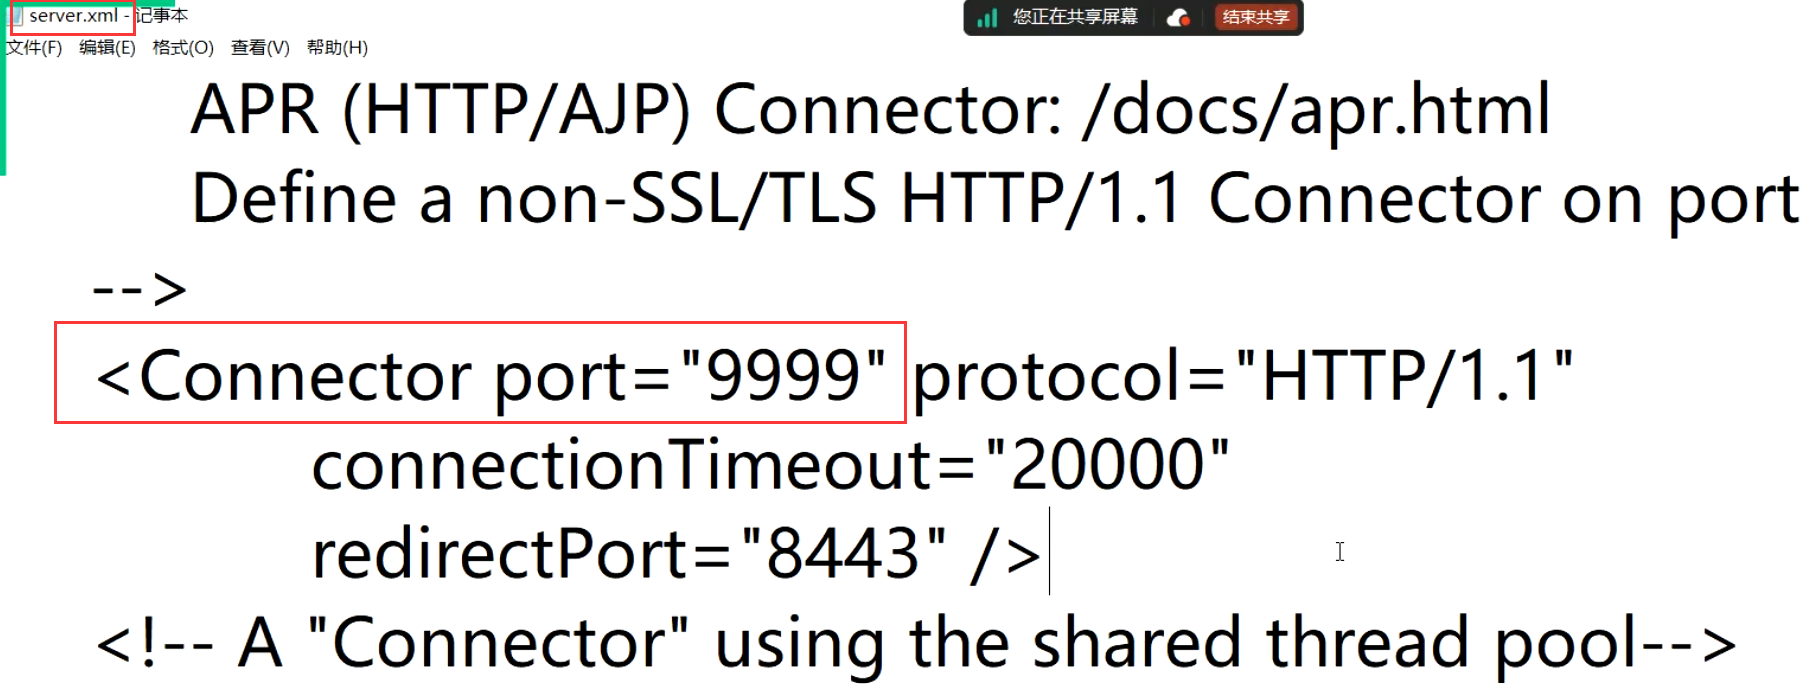 server.xml - 记事本
您正在共享屏幕 结束共享
文件(F) 编辑(E) 格式(O) 查看(V) 帮助(H)
APR (HTTP/AJP) Connector: /docs/apr.html
Define a non-SSL/TLS HTTP/1.1 Connector on port
-->
<Connector port="9999" protocol="HTTP/1.1"
connectionTimeout="20000"
redirectPort="8443" />
<!-- A "Connector" using the shared thread pool-->